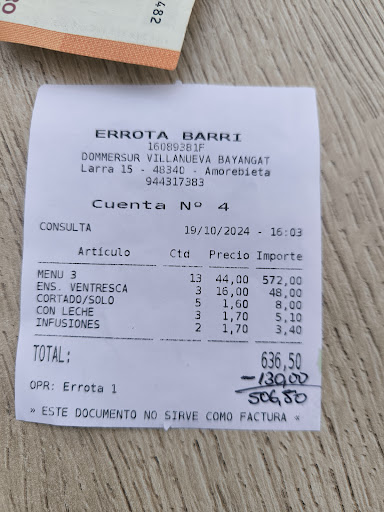 482
ERROTA BARRI
16089381F
DOMMERSUR VILLANUEVA BAYANGAT
Larra 15 - 48340 - Amorebieta
944317383
Cuenta Nº 4
CONSULTA 19/10/2024 - 16:03
Artículo Ctd Precio Importe
MENU 3 13 44,00 572,00
ENS. VENTRESCA 3 16,00 48,00
CORTADO/SOLO 5 1,60 8,00
CON LECHE 3 1,70 5,10
INFUSIONES 2 1,70 3,40
TOTAL: 636,50
-130,00
506,50
OPR: Errota 1
» ESTE DOCUMENTO NO SIRVE COMO FACTURA «